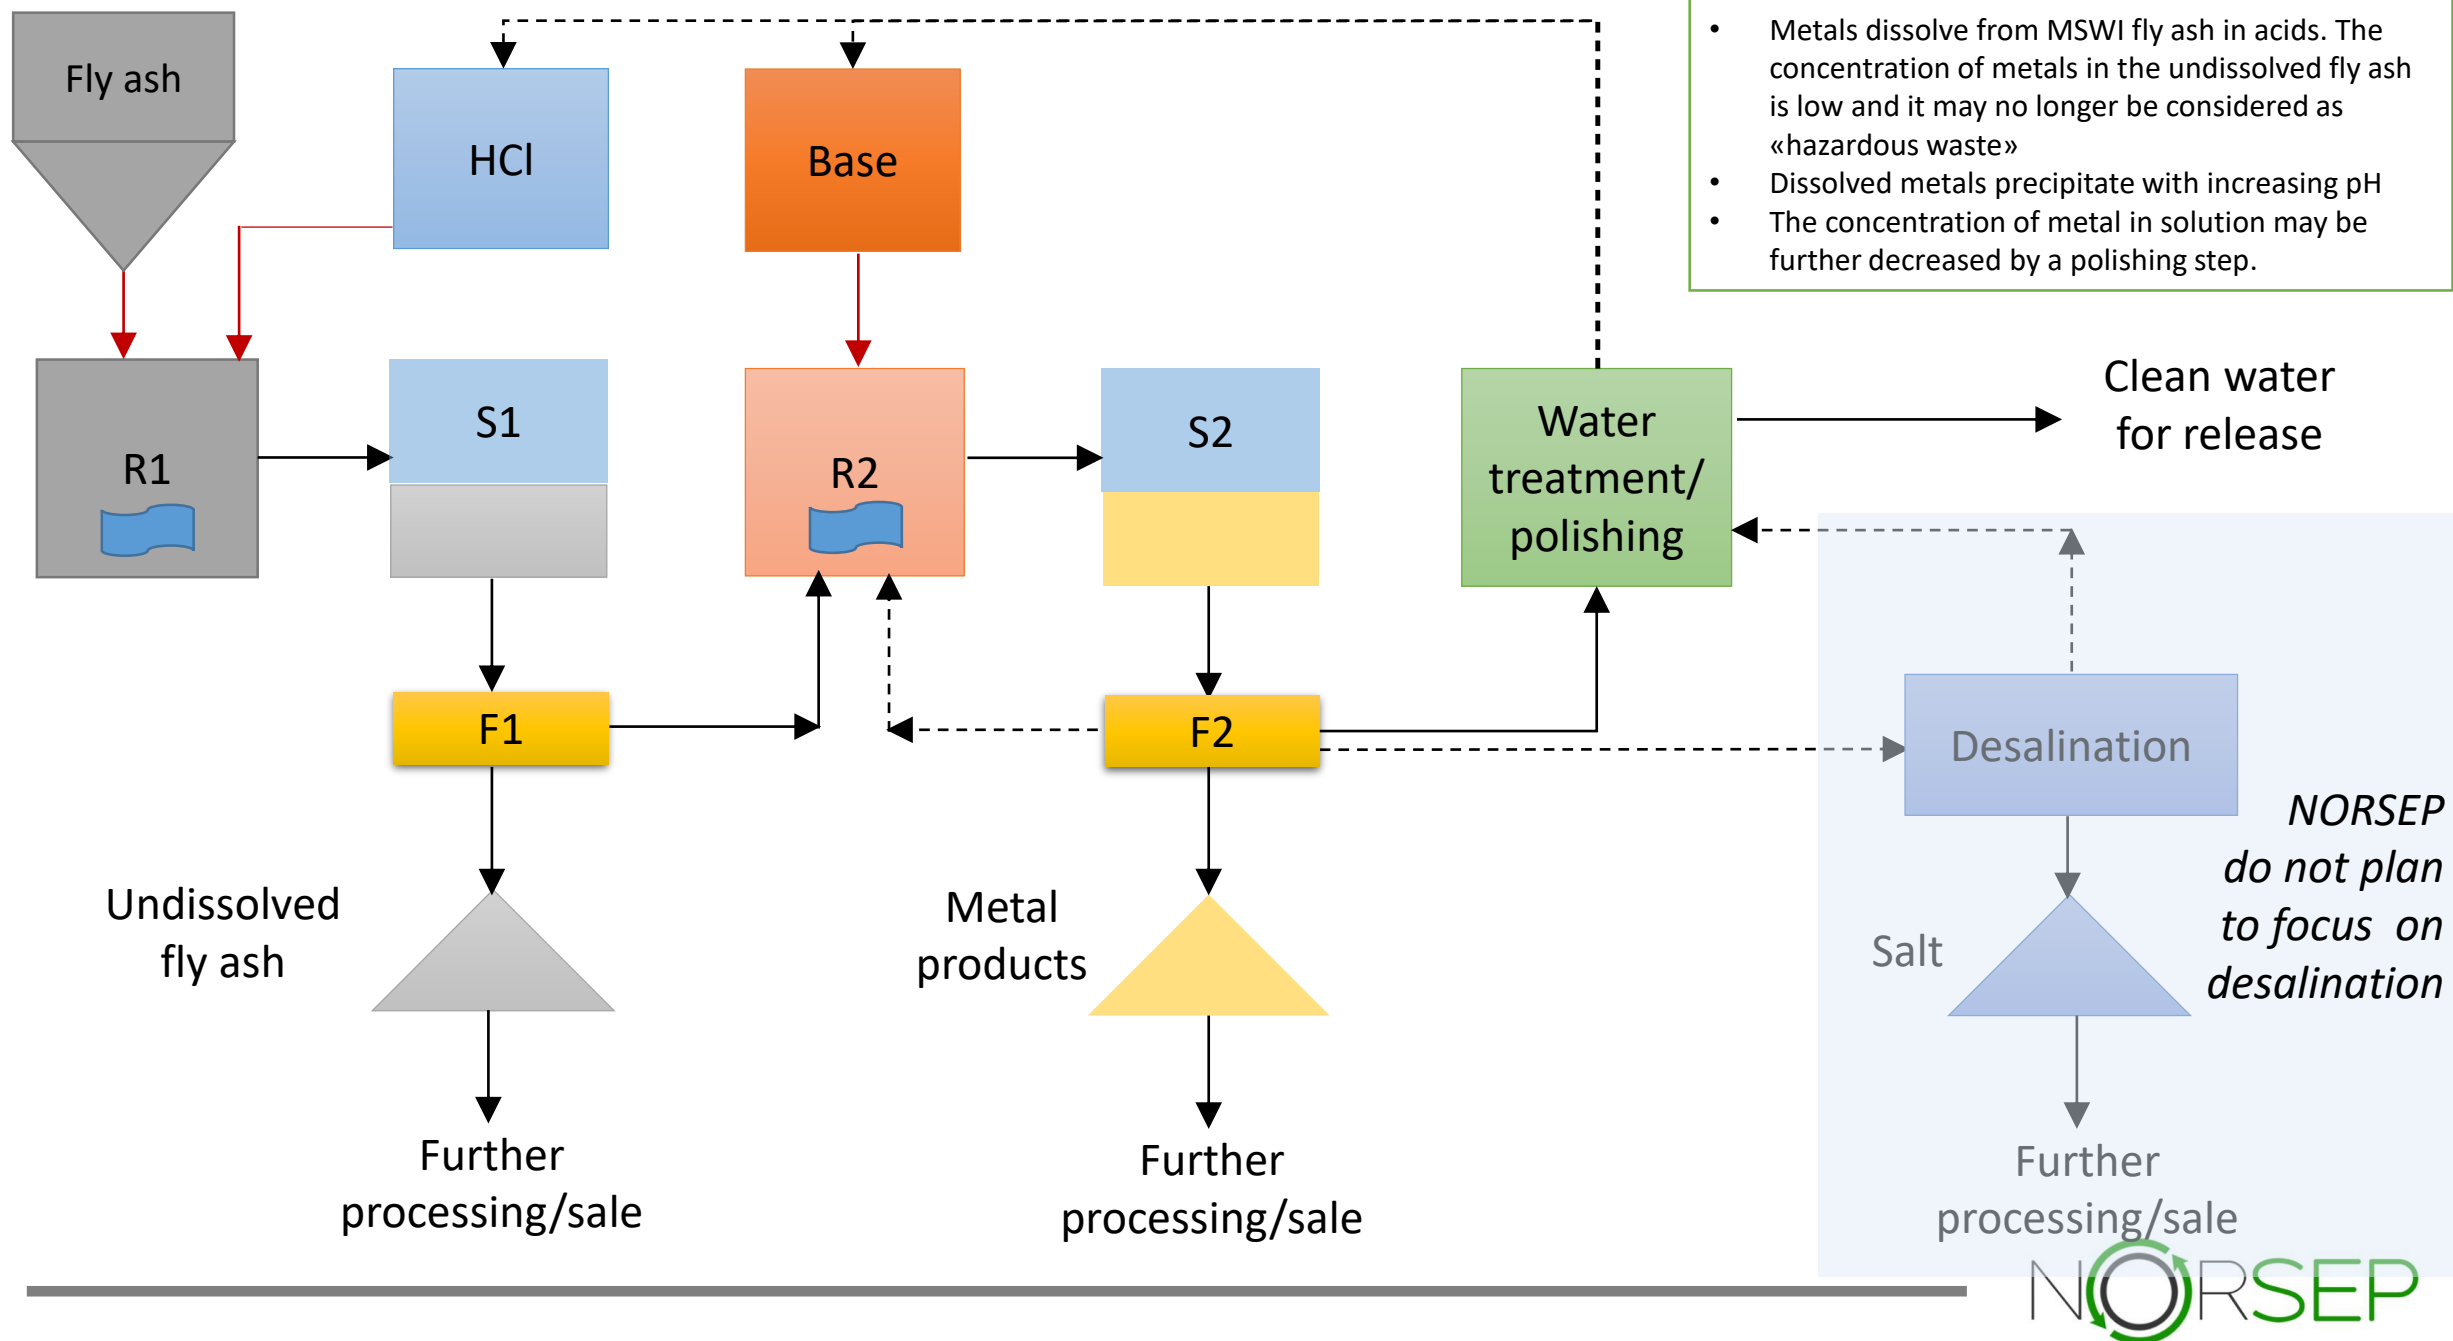 Fly ash
HCl
Base
• Metals dissolve from MSWI fly ash in acids. The
concentration of metals in the undissolved fly ash
is low and it may no longer be considered as
«hazardous waste»
• Dissolved metals precipitate with increasing pH
• The concentration of metal in solution may be
further decreased by a polishing step.
R1
S1
R2
S2
Water
treatment/
polishing
Clean water
for release
F1
F2
Desalination
NORSEP
do not plan
to focus on
desalination
Undissolved
fly ash
Metal
products
Salt
Further
processing/sale
Further
processing/sale
Further
processing/sale
NORSEP